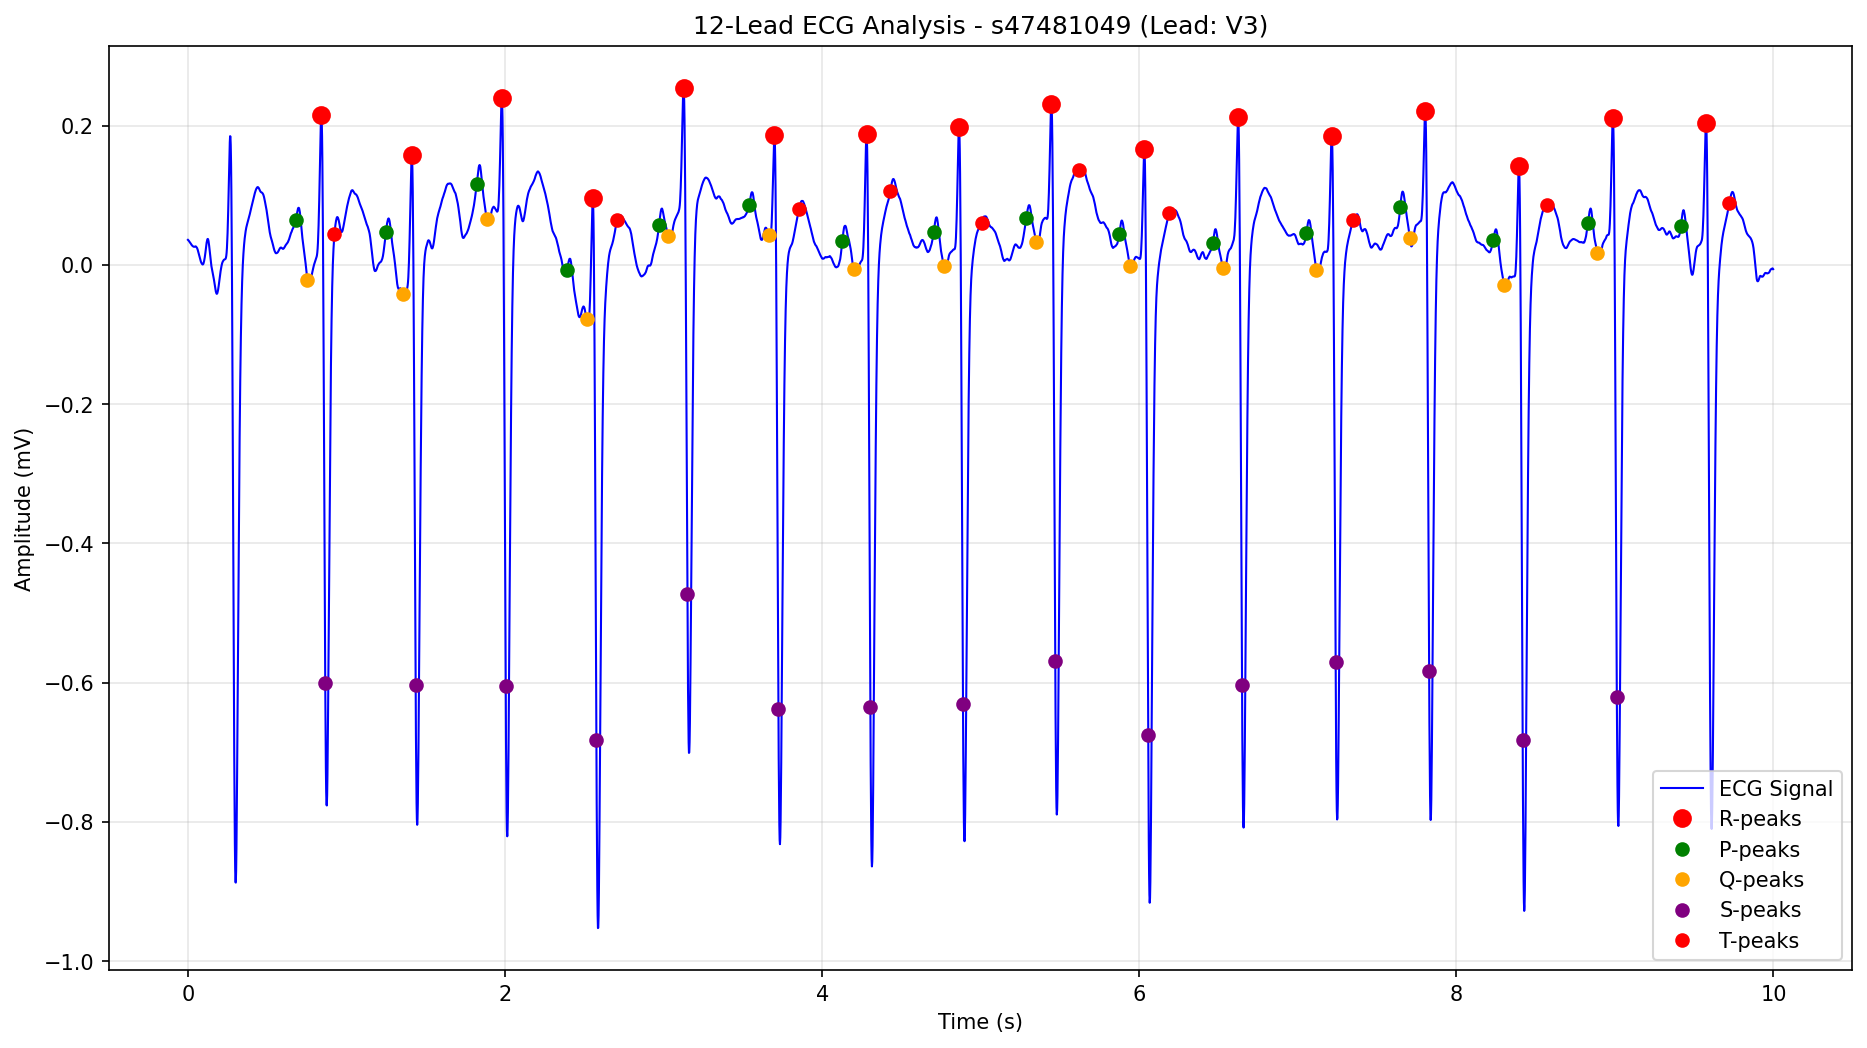 12-Lead ECG Analysis - s47481049 (Lead: V3)
Amplitude (mV)
0.2
0.0
−0.2
−0.4
−0.6
−0.8
−1.0
0 2 4 6 8 10
Time (s)
ECG Signal
R-peaks
P-peaks
Q-peaks
S-peaks
T-peaks